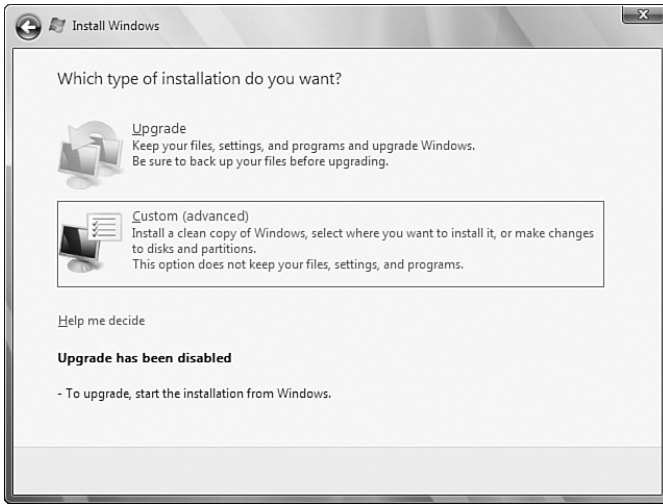 Install Windows
Which type of installation do you want?
Upgrade
Keep your files, settings, and programs and upgrade Windows.
Be sure to back up your files before upgrading.
Custom (advanced)
Install a clean copy of Windows, select where you want to install it, or make changes
to disks and partitions.
This option does not keep your files, settings, and programs.
Help me decide
Upgrade has been disabled
- To upgrade, start the installation from Windows.